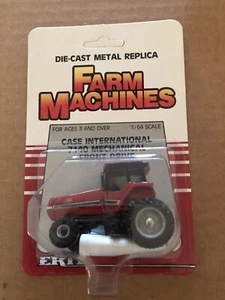 DIE-CAST METAL REPLICA
FARM
MACHINES
FOR AGES 3 AND OVER
1/64 SCALE
CASE INTERNATIONAL
7140 MECHANICAL
FRONT DRIVE